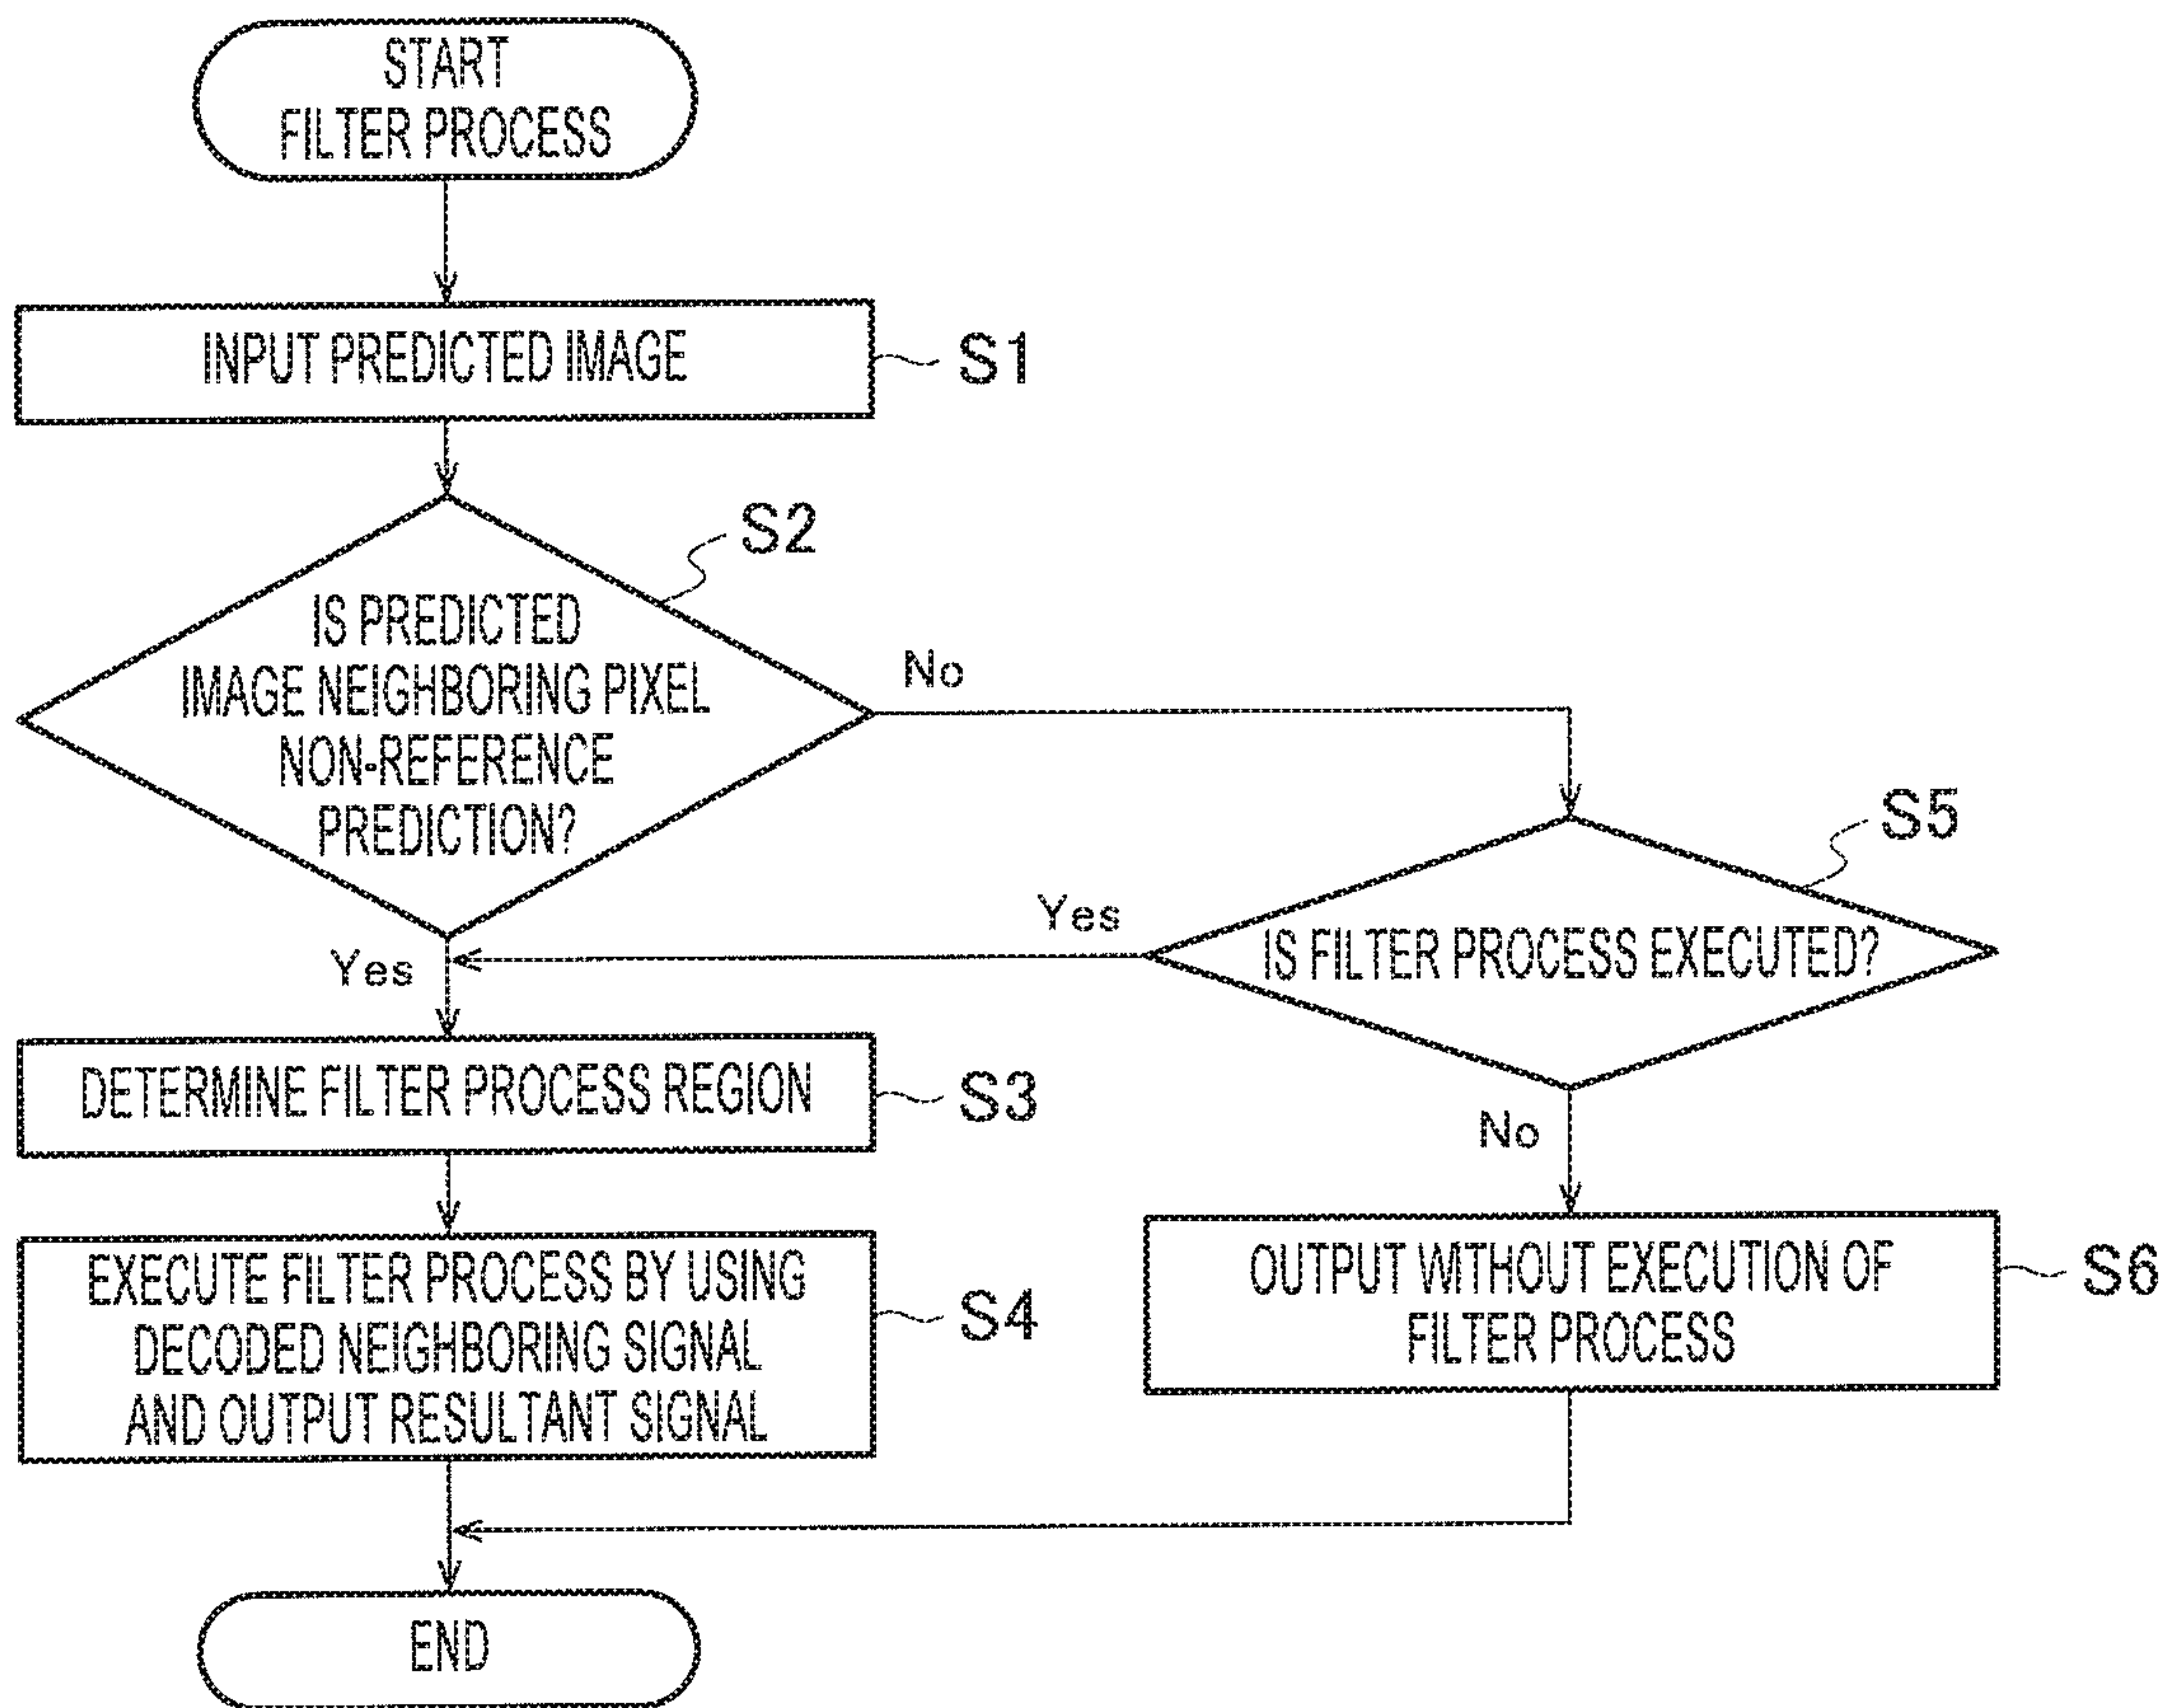 START
FILTER PROCESS
INPUT PREDICTED IMAGE
S1
S2
IS PREDICTED
IMAGE NEIGHBORING PIXEL
NON-REFERENCE
PREDICTION?
No
Yes
S5
IS FILTER PROCESS EXECUTED?
Yes
No
DETERMINE FILTER PROCESS REGION
S3
EXECUTE FILTER PROCESS BY USING
DECODED NEIGHBORING SIGNAL
AND OUTPUT RESULTANT SIGNAL
S4
OUTPUT WITHOUT EXECUTION OF
FILTER PROCESS
S6
END